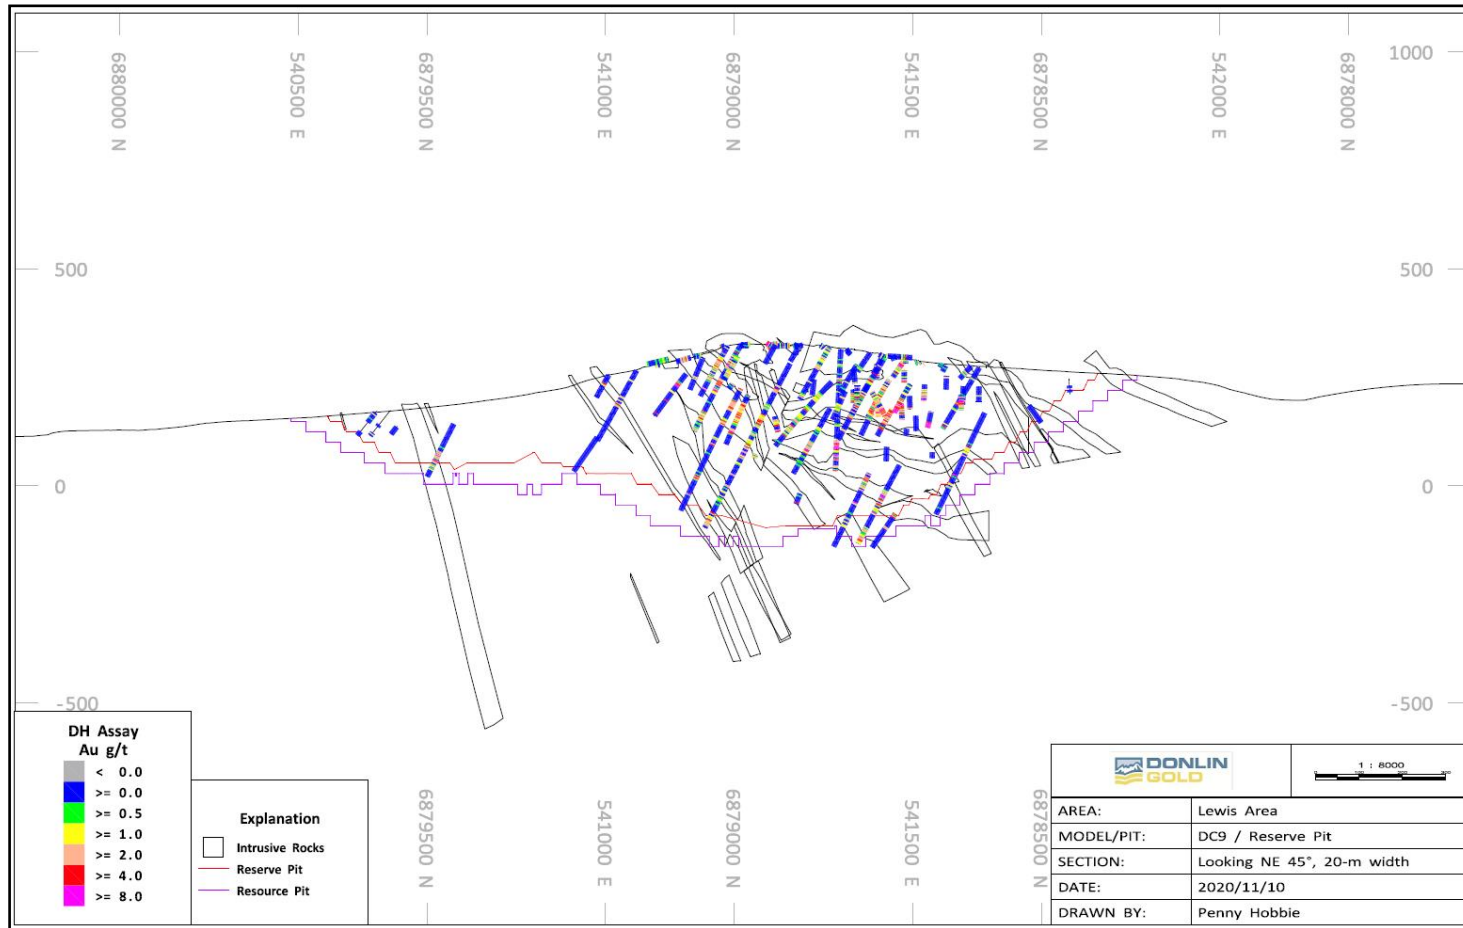 6880000 N
540500 E
6879500 N
541000 E
6879000 N
541500 E
6878500 N
542000 E
6878000 N
1000
500
500
0
0
-500
-500
6879500 N
541000 E
6879000 N
541500 E
6878500 N
DH Assay
Au g/t
< 0.0
>= 0.0
>= 0.5
>= 1.0
>= 2.0
>= 4.0
>= 8.0
Explanation
Intrusive Rocks
Reserve Pit
Resource Pit
DONLIN
GOLD
1 : 8000
AREA: Lewis Area
MODEL/PIT: DC9 / Reserve Pit
SECTION: Looking NE 45°, 20-m width
DATE: 2020/11/10
DRAWN BY: Penny Hobbie